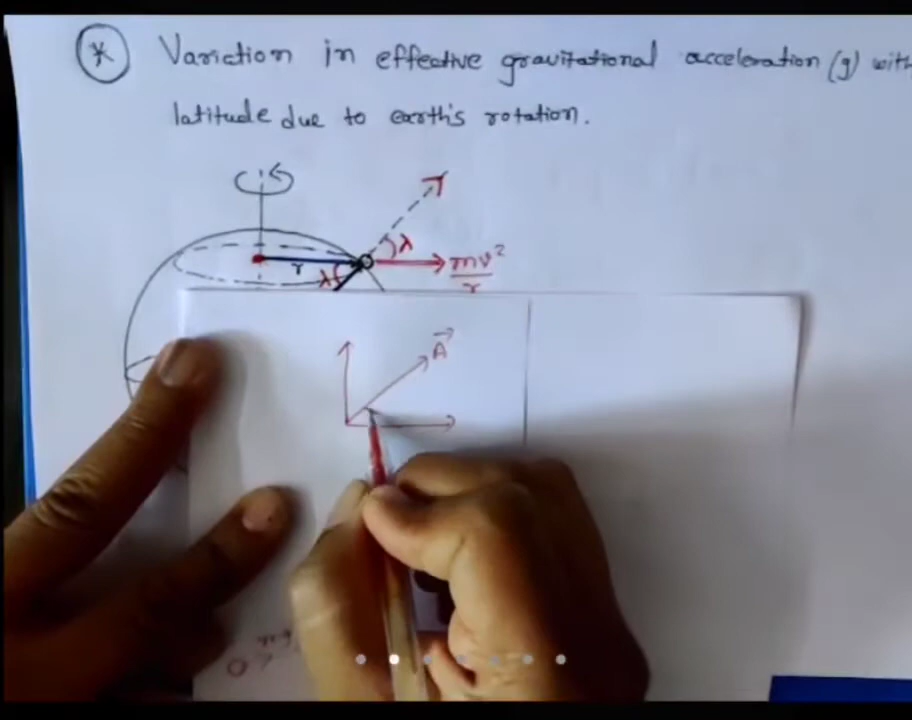 * Variation in effective gravitational acceleration (g) with
latitude due to earth's rotation.
λ
r
λ
mv²
r
A